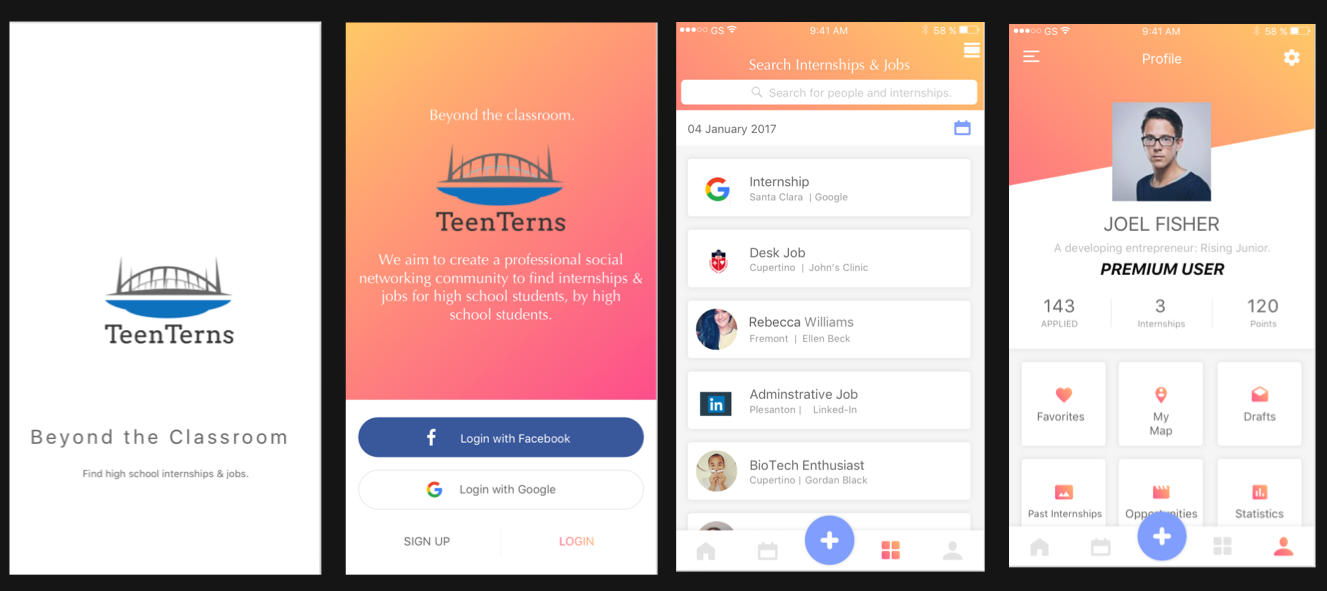 TeenTerns
Beyond the Classroom
Find high school internships & jobs.
Beyond the classroom.
TeenTerns
We aim to create a professional social
networking community to find internships &
jobs for high school students, by high
school students.
f Login with Facebook
G Login with Google
SIGN UP LOGIN
GS 9:41 AM 58 %
Search Internships & Jobs
Search for people and internships.
04 January 2017
G
Internship
Santa Clara | Google
Desk Job
Cupertino | John's Clinic
Rebecca Williams
Fremont | Ellen Beck
in
Adminstrative Job
Plesanton | Linked-In
BioTech Enthusiast
Cupertino | Gordan Black
GS 9:41 AM 58 %
Profile
JOEL FISHER
A developing entrepreneur: Rising Junior.
PREMIUM USER
143 3 120
APPLIED Internships Points
Favorites My Drafts
Map
Past Internships Opportunities Statistics